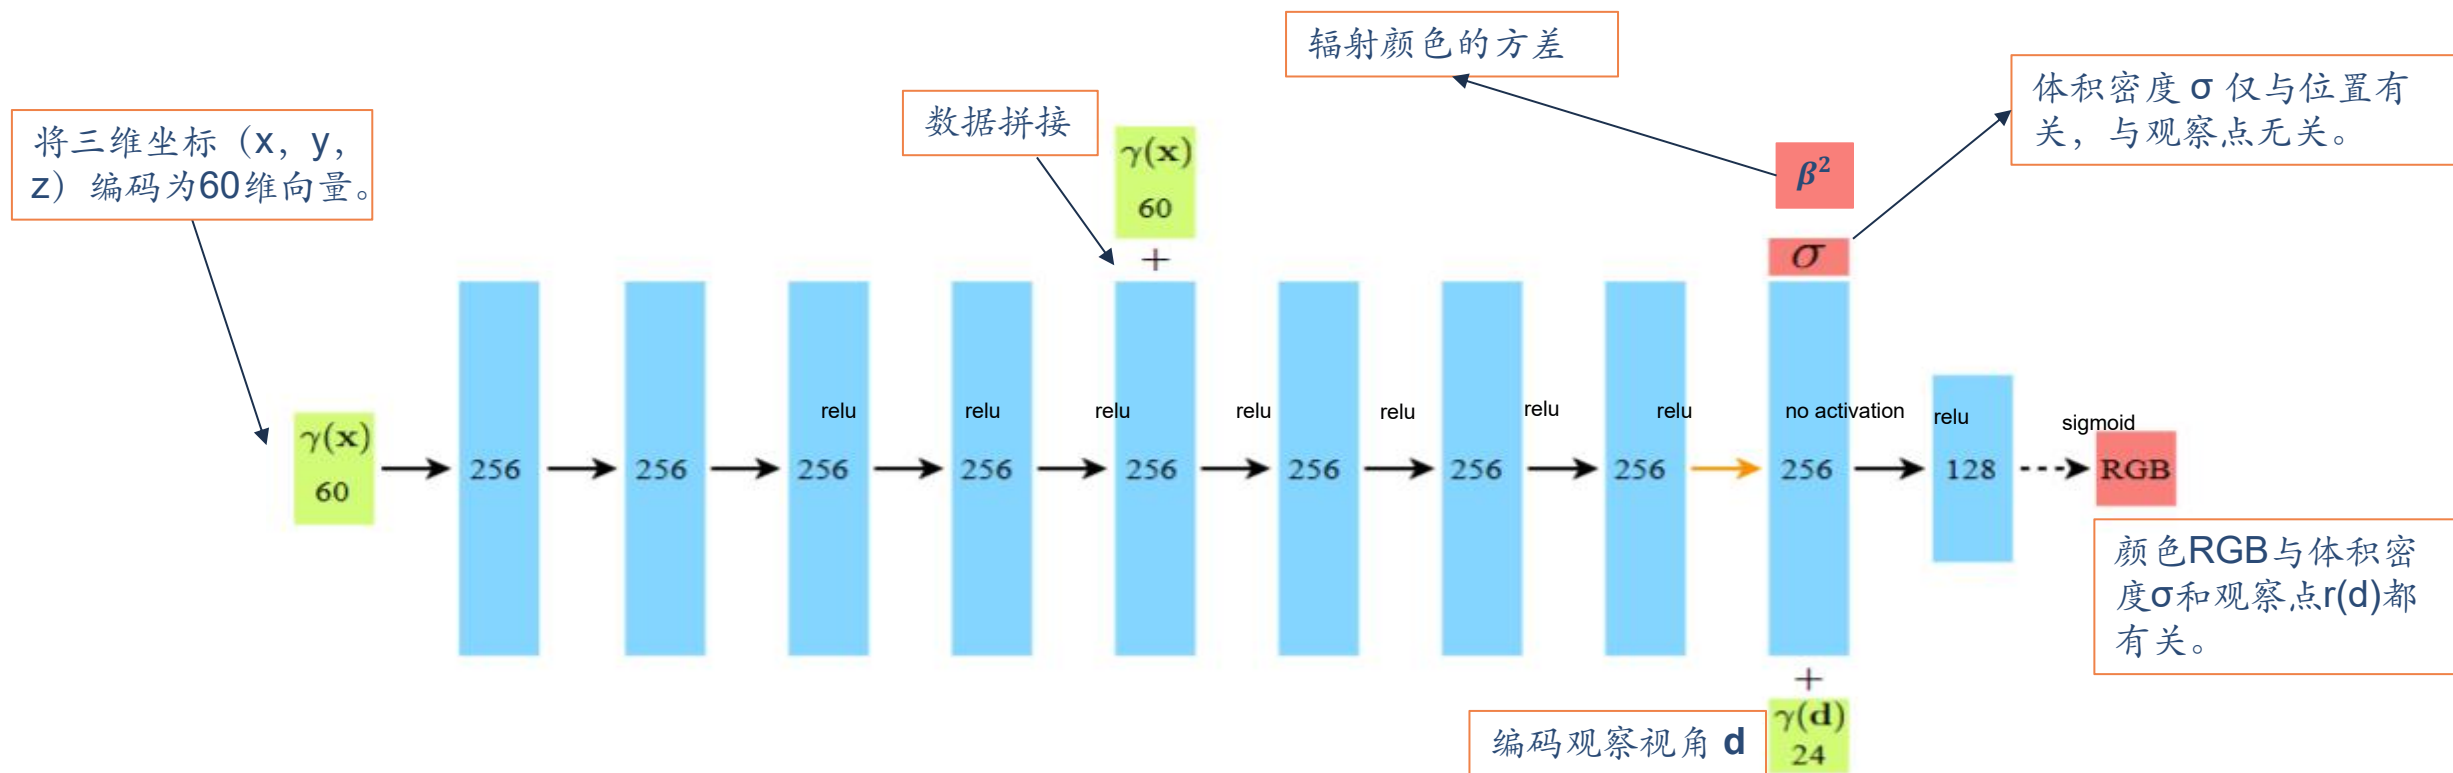 辐射颜色的方差
体积密度 σ 仅与位置有
关，与观察点无关。
数据拼接
将三维坐标（x，y，
z）编码为60维向量。
γ(x)
60
+
β²
σ
relu
relu
relu
relu
relu
relu
relu
no activation
relu
sigmoid
γ(x)
60
256
256
256
256
256
256
256
256
256
128
RGB
颜色RGB与体积密
度σ和观察点r(d)都
有关。
+
γ(d)
24
编码观察视角 d